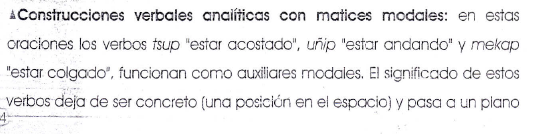 ▲Construcciones verbales analíticas con matices modales: en estas
oraciones los verbos tsup "estar acostado", uñip "estar andando" y mekap
"estar colgado", funcionan como auxiliares modales. El significado de estos
verbos deja de ser concreto (una posición en el espacio) y pasa a un plano
4